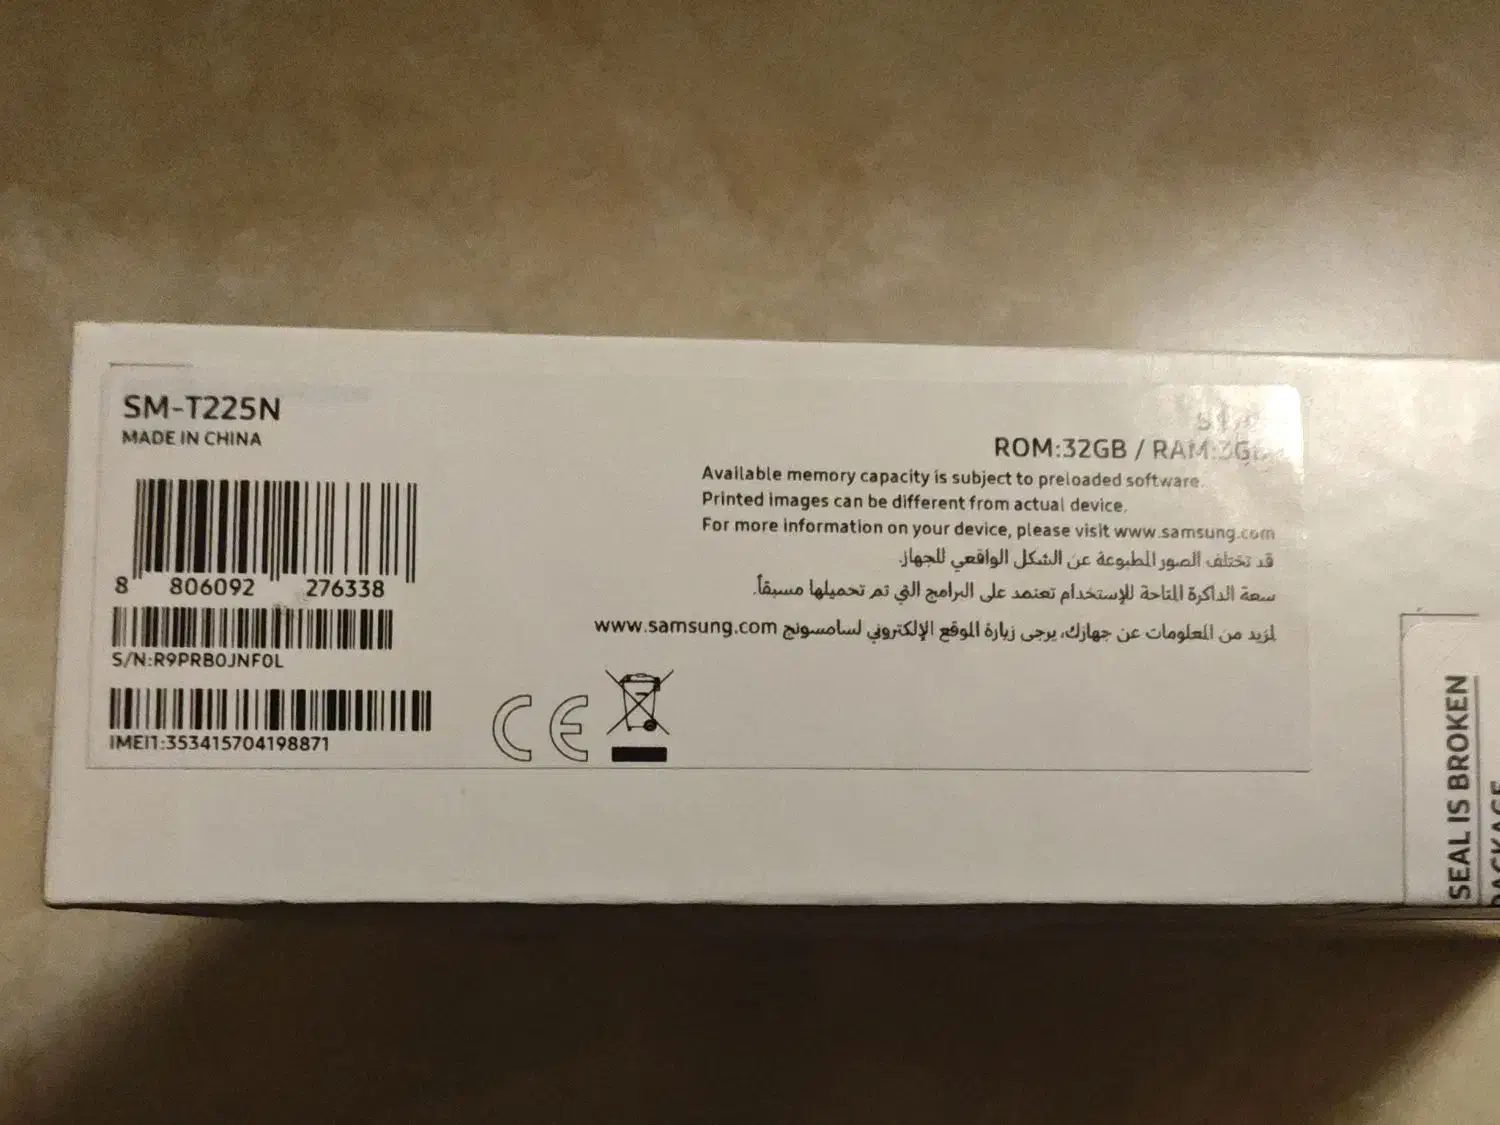 SM-T225N
MADE IN CHINA
8 806092 276338
S/N:R9PRB0JNF0L
IMEI1:353415704198871
CE
ROM:32GB / RAM:3GB
Available memory capacity is subject to preloaded software.
Printed images can be different from actual device.
For more information on your device, please visit www.samsung.com
قد تختلف الصور المطبوعة عن الشكل الواقعي للجهاز.
سعة الذاكرة المتاحة للإستخدام تعتمد على البرامج التي تم تحميلها مسبقاً.
لمزيد من المعلومات عن جهازك، يرجى زيارة الموقع الإلكتروني لسامسونج www.samsung.com
SEAL IS BROKEN
PACKAGE